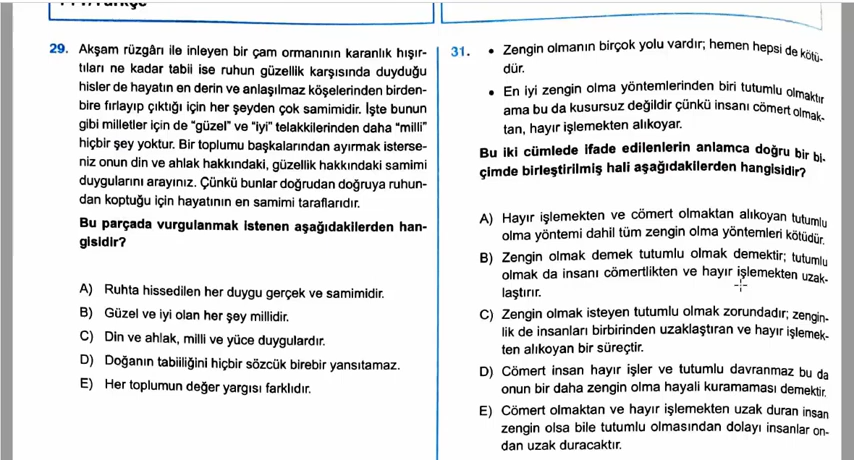 29. Akşam rüzgârı ile inleyen bir çam ormanının karanlık hışır-
tıları ne kadar tabii ise ruhun güzellik karşısında duyduğu
hisler de hayatın en derin ve anlaşılmaz köşelerinden birden-
bire fırlayıp çıktığı için her şeyden çok samimidir. İşte bunun
gibi milletler için de "güzel" ve "iyi" telakkilerinden daha "milli"
hiçbir şey yoktur. Bir toplumu başkalarından ayırmak isterse-
niz onun din ve ahlak hakkındaki, güzellik hakkındaki samimi
duygularını arayınız. Çünkü bunlar doğrudan doğruya ruhun-
dan koptuğu için hayatının en samimi taraflarıdır.
Bu parçada vurgulanmak istenen aşağıdakilerden han-
gisidir?
A) Ruhta hissedilen her duygu gerçek ve samimidir.
B) Güzel ve iyi olan her şey millidir.
C) Din ve ahlak, milli ve yüce duygulardır.
D) Doğanın tabiiliğini hiçbir sözcük birebir yansıtamaz.
E) Her toplumun değer yargısı farklıdır.
31. • Zengin olmanın birçok yolu vardır; hemen hepsi de kötü-
dür.
• En iyi zengin olma yöntemlerinden biri tutumlu olmaktır
ama bu da kusursuz değildir çünkü insanı cömert olmak-
tan, hayır işlemekten alıkoyar.
Bu iki cümlede ifade edilenlerin anlamca doğru bir bi-
çimde birleştirilmiş hali aşağıdakilerden hangisidir?
A) Hayır işlemekten ve cömert olmaktan alıkoyan tutumlu
olma yöntemi dahil tüm zengin olma yöntemleri kötüdür.
B) Zengin olmak demek tutumlu olmak demektir; tutumlu
olmak da insanı cömertlikten ve hayır işlemekten uzak-
laştırır.
C) Zengin olmak isteyen tutumlu olmak zorundadır; zengin-
lik de insanları birbirinden uzaklaştıran ve hayır işlemek-
ten alıkoyan bir süreçtir.
D) Cömert insan hayır işler ve tutumlu davranmaz bu da
onun bir daha zengin olma hayali kuramaması demektir.
E) Cömert olmaktan ve hayır işlemekten uzak duran insan
zengin olsa bile tutumlu olmasından dolayı insanlar on-
dan uzak duracaktır.